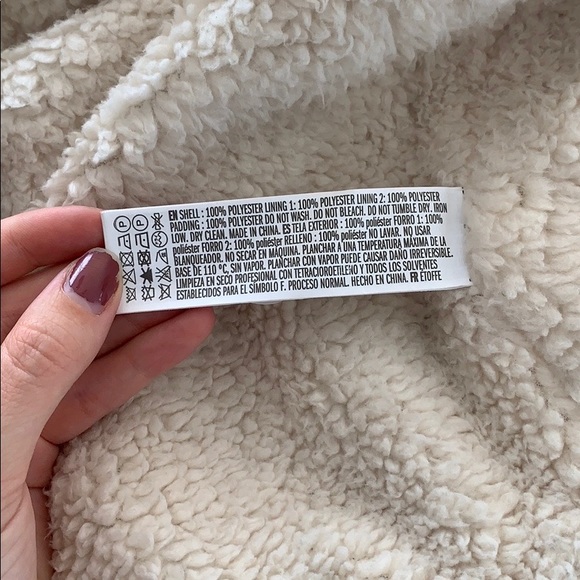 EN SHELL : 100% POLYESTER LINING 1: 100% POLYESTER LINING 2: 100% POLYESTER
PADDING : 100% POLYESTER DO NOT WASH. DO NOT BLEACH. DO NOT TUMBLE DRY. IRON
LOW. DRY CLEAN. MADE IN CHINA. ES TELA EXTERIOR : 100% poliéster FORRO 1: 100%
poliéster FORRO 2: 100% poliéster RELLENO : 100% poliéster NO LAVAR. NO USAR
BLANQUEADOR. NO SECAR EN MÁQUINA. PLANCHAR A UNA TEMPERATURA MÁXIMA DE LA
BASE DE 110 ºC, SIN VAPOR. PLANCHAR CON VAPOR PUEDE CAUSAR DAÑO IRREVERSIBLE.
LIMPIEZA EN SECO PROFESIONAL CON TETRACLOROETILENO Y TODOS LOS SOLVENTES
ESTABLECIDOS PARA EL SÍMBOLO F. PROCESO NORMAL. HECHO EN CHINA. FR ÉTOFFE